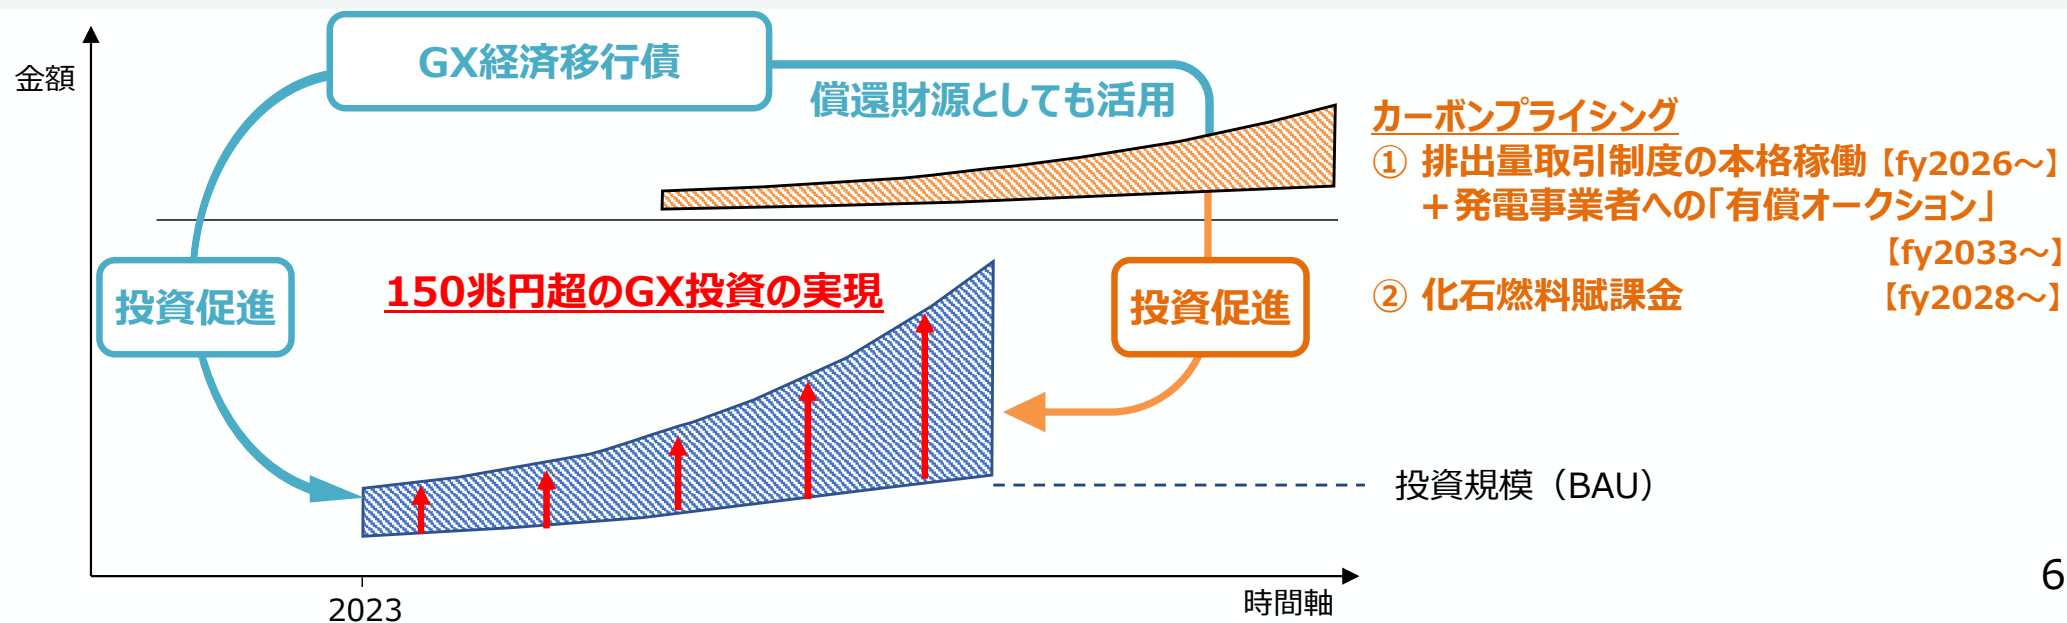 金額
GX経済移行債
償還財源としても活用
カーボンプライシング
① 排出量取引制度の本格稼働【fy2026～】
＋発電事業者への「有償オークション」
【fy2033～】
② 化石燃料賦課金 【fy2028～】
投資促進
150兆円超のGX投資の実現
投資促進
投資規模（BAU）
2023
時間軸
6